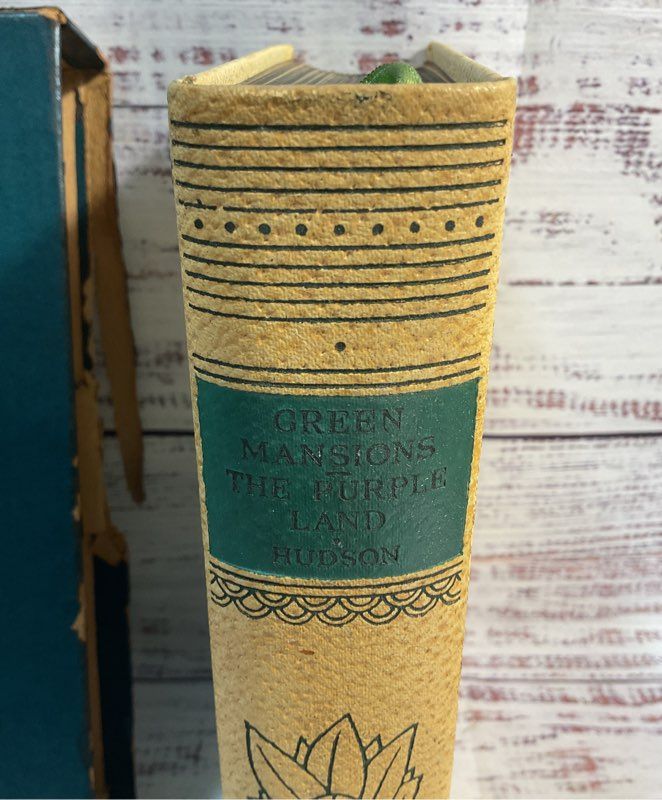 GREEN
MANSIONS
THE PURPLE
LAND
HUDSON